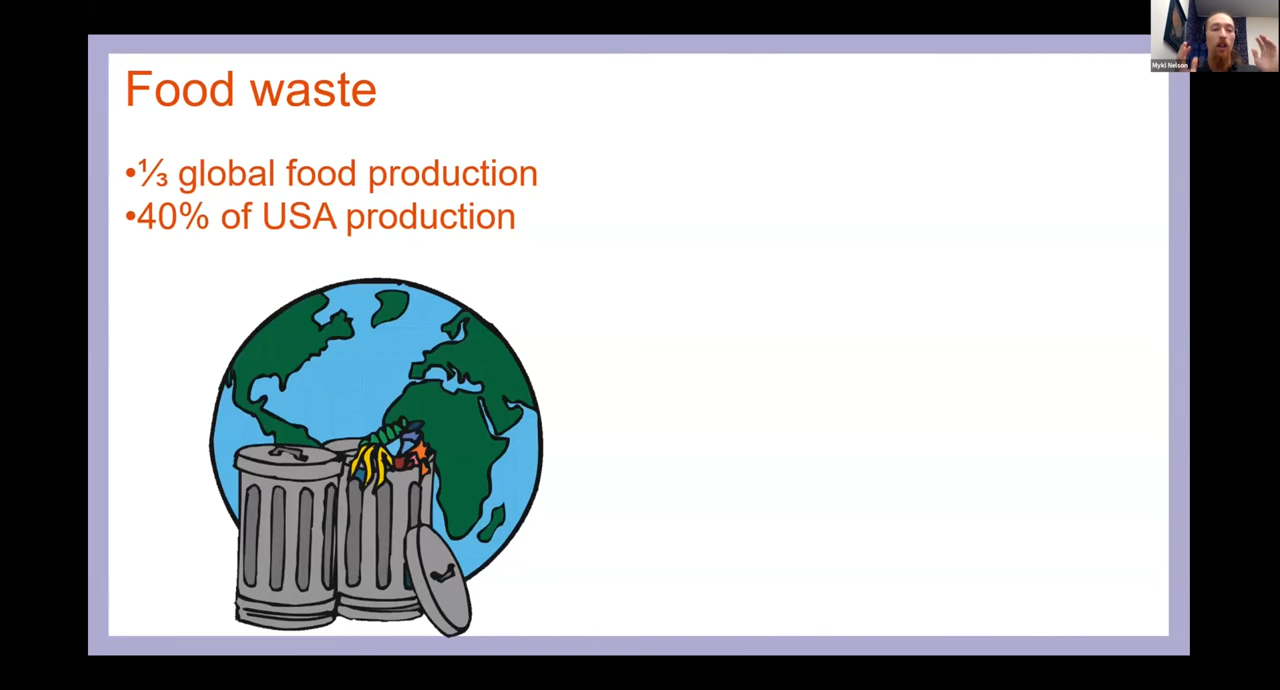 Food waste
•⅓ global food production
•40% of USA production
Mykl Nelson